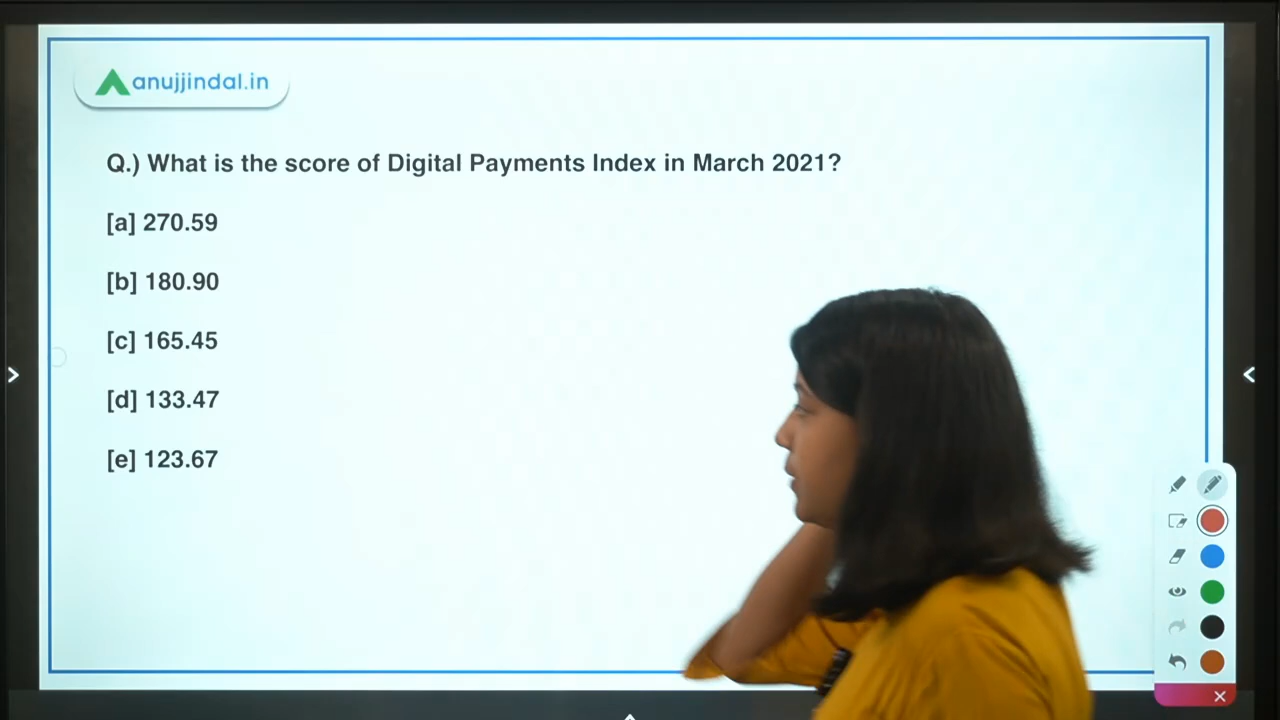 anujjindal.in
Q.) What is the score of Digital Payments Index in March 2021?
[a] 270.59
[b] 180.90
[c] 165.45
[d] 133.47
[e] 123.67